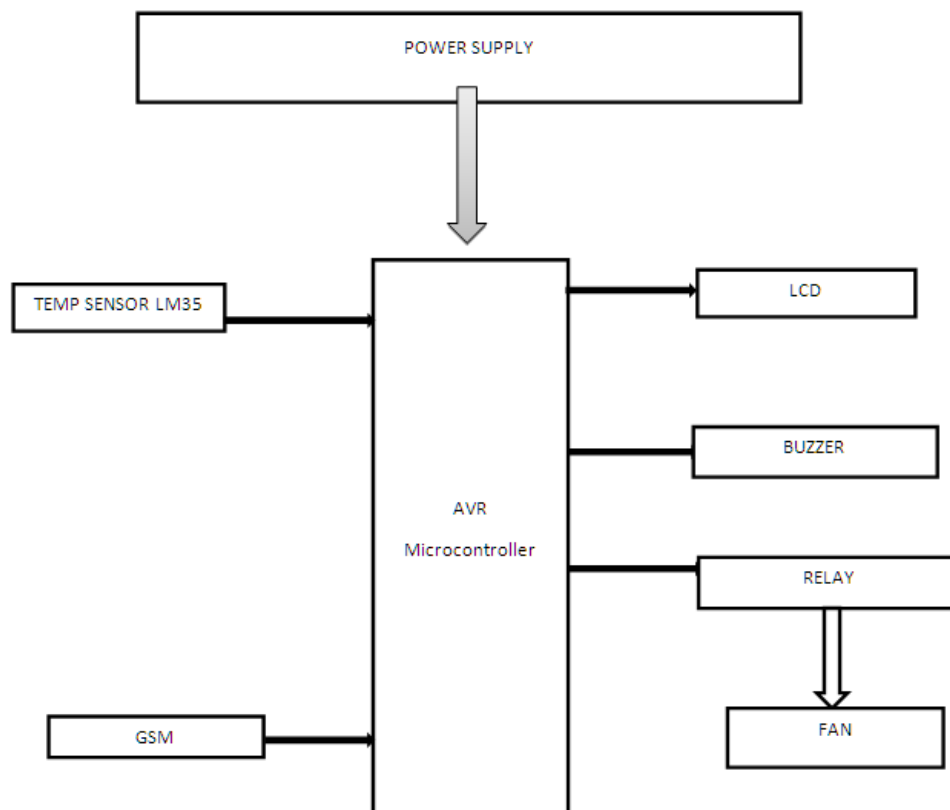 POWER SUPPLY
TEMP SENSOR LM35
LCD
BUZZER
AVR
Microcontroller
RELAY
GSM
FAN